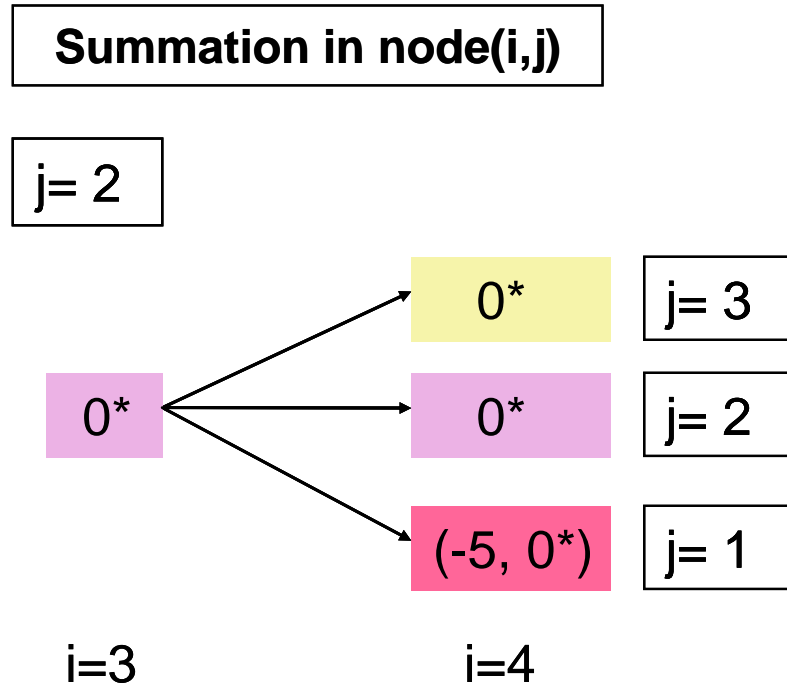 Summation in node(i,j)
j= 2
0*
j= 3
0*
0*
j= 2
(-5, 0*)
j= 1
i=3
i=4